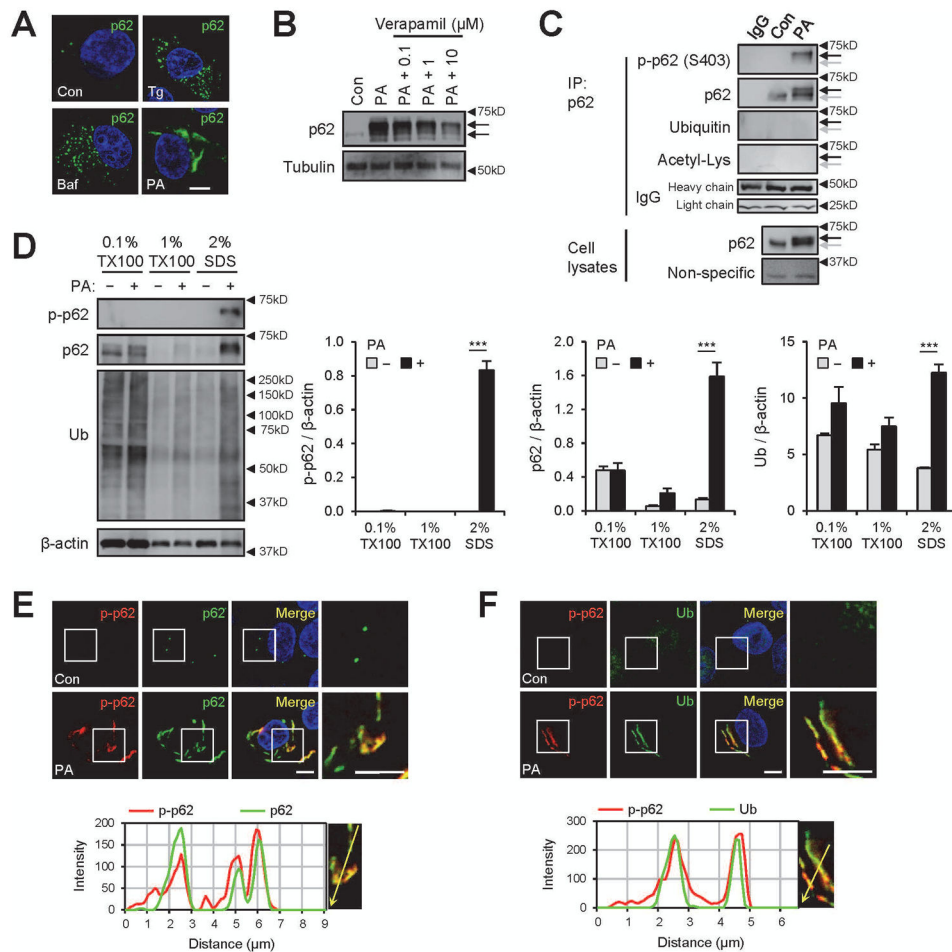 A
p62
p62
Con
Tg
p62
p62
Baf
PA
B
Verapamil (µM)
Con
PA
PA + 0.1
PA + 1
PA + 10
75kD
p62
Tubulin
50kD
C
IgG
Con
PA
75kD
p-p62 (S403)
75kD
IP:
p62
p62
75kD
Ubiquitin
75kD
Acetyl-Lys
IgG
Heavy chain
50kD
Light chain
25kD
75kD
Cell
lysates
p62
37kD
Non-specific
D
0.1% 1% 2%
TX100 TX100 SDS
PA: – + – + – +
75kD
p-p62
75kD
p62
250kD
150kD
100kD
75kD
Ub
50kD
37kD
β-actin
37kD
p-p62 / β-actin
1.0
0.8
0.6
0.4
0.2
0.0
PA
– +
***
0.1% 1% 2%
TX100 TX100 SDS
p62 / β-actin
2.0
1.6
1.2
0.8
0.4
0
PA
– +
***
0.1% 1% 2%
TX100 TX100 SDS
Ub / β-actin
15
10
5
0
PA
– +
***
0.1% 1% 2%
TX100 TX100 SDS
E
p-p62
p62
Merge
Con
p-p62
p62
Merge
PA
p-p62 p62
Intensity
200
150
100
50
0
0 1 2 3 4 5 6 7 8 9
Distance (µm)
F
p-p62
Ub
Merge
Con
p-p62
Ub
Merge
PA
p-p62 Ub
Intensity
300
200
100
0
0 1 2 3 4 5 6
Distance (µm)